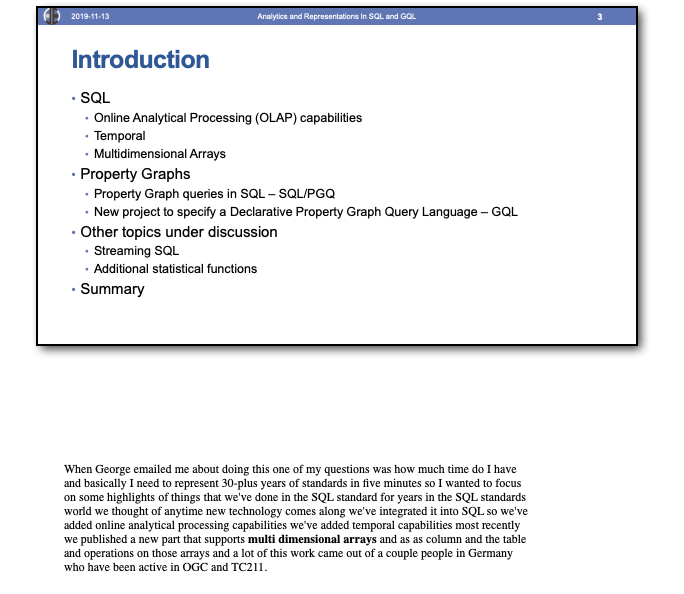 2019-11-13 Analytics and Representations In SQL and GQL 3
Introduction
• SQL
• Online Analytical Processing (OLAP) capabilities
• Temporal
• Multidimensional Arrays
• Property Graphs
• Property Graph queries in SQL – SQL/PGQ
• New project to specify a Declarative Property Graph Query Language – GQL
• Other topics under discussion
• Streaming SQL
• Additional statistical functions
• Summary
When George emailed me about doing this one of my questions was how much time do I have
and basically I need to represent 30-plus years of standards in five minutes so I wanted to focus
on some highlights of things that we've done in the SQL standard for years in the SQL standards
world we thought of anytime new technology comes along we've integrated it into SQL so we've
added online analytical processing capabilities we've added temporal capabilities most recently
we published a new part that supports multi dimensional arrays and as as column and the table
and operations on those arrays and a lot of this work came out of a couple people in Germany
who have been active in OGC and TC211.